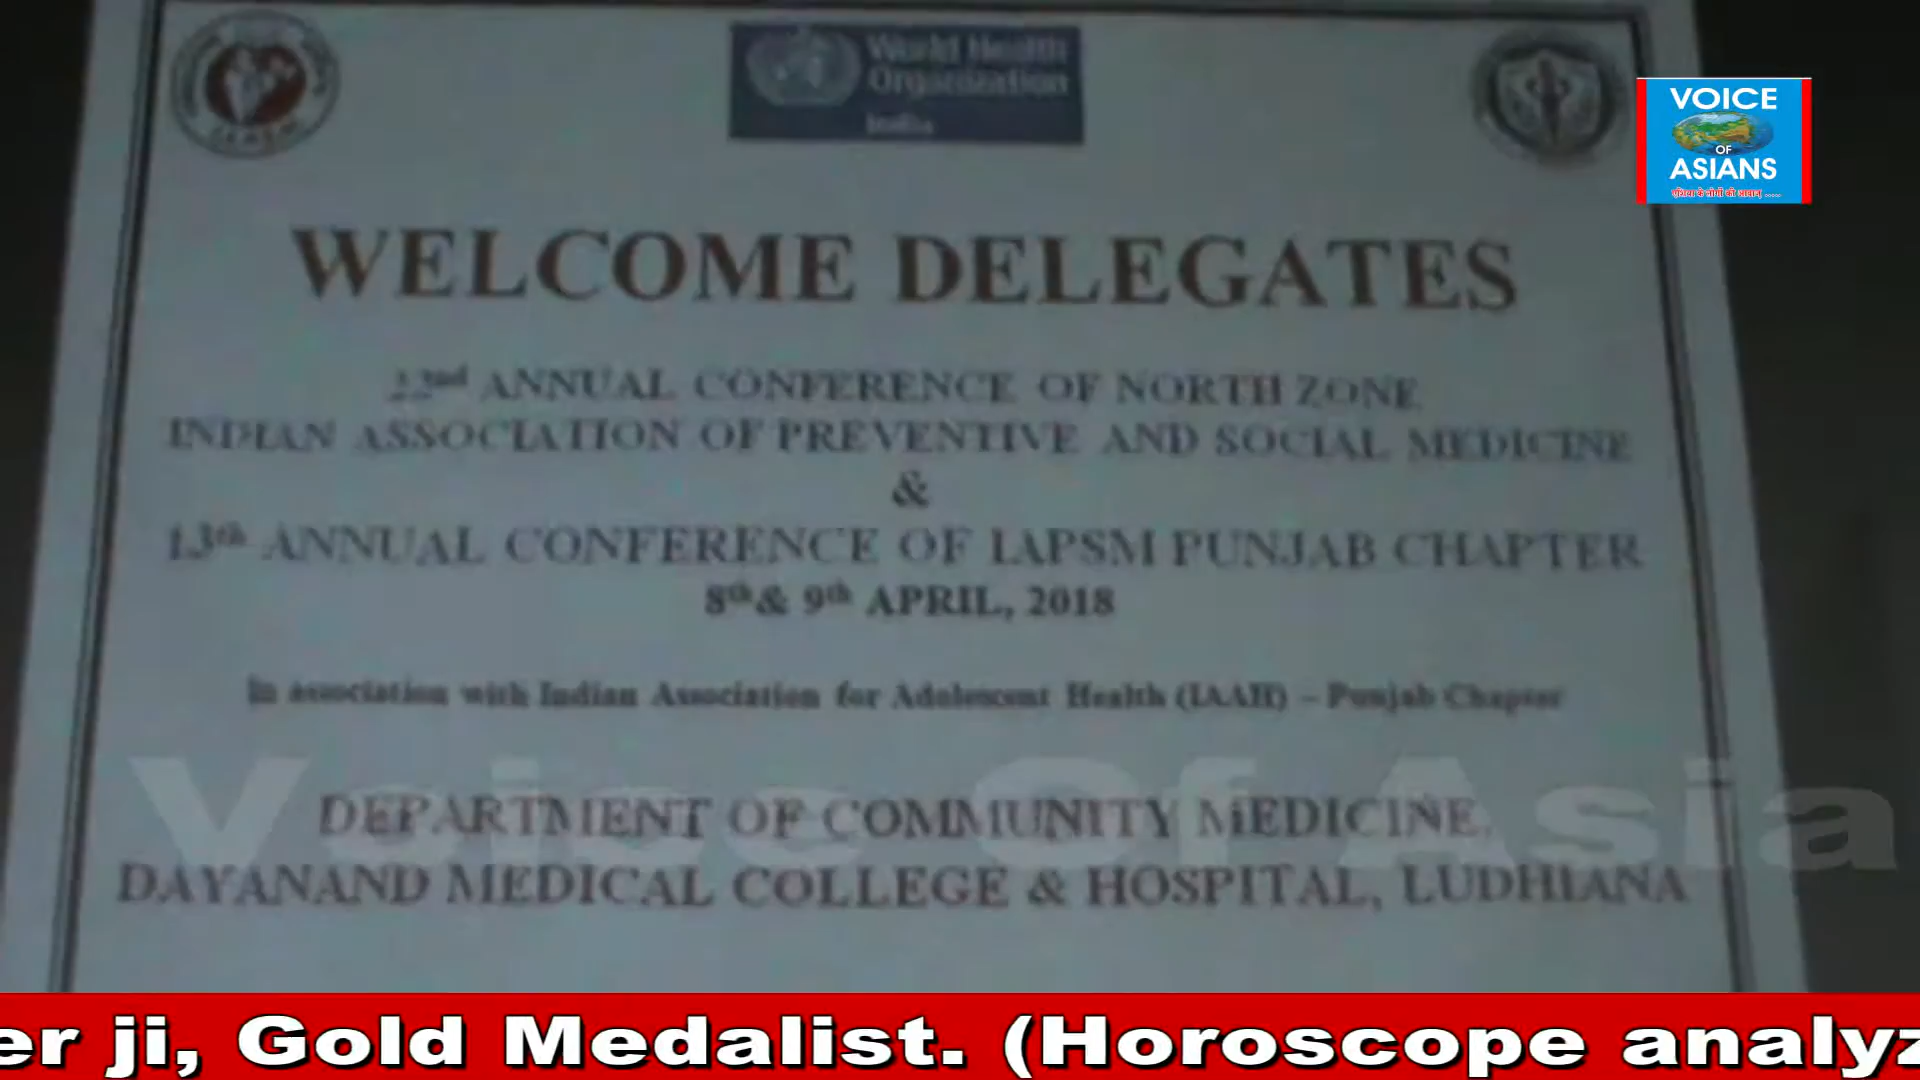 World Health
Organization
India
VOICE
OF
ASIANS
एशिया के लोगों की आवाज़ .....
WELCOME DELEGATES
22nd ANNUAL CONFERENCE OF NORTH ZONE
INDIAN ASSOCIATION OF PREVENTIVE AND SOCIAL MEDICINE
&
13th ANNUAL CONFERENCE OF IAPSM PUNJAB CHAPTER
8th & 9th APRIL, 2018
In association with Indian Association for Adolescent Health (IAAH) – Punjab Chapter
Voice Of Asia
DEPARTMENT OF COMMUNITY MEDICINE,
DAYANAND MEDICAL COLLEGE & HOSPITAL, LUDHIANA
er ji, Gold Medalist. (Horoscope analyz